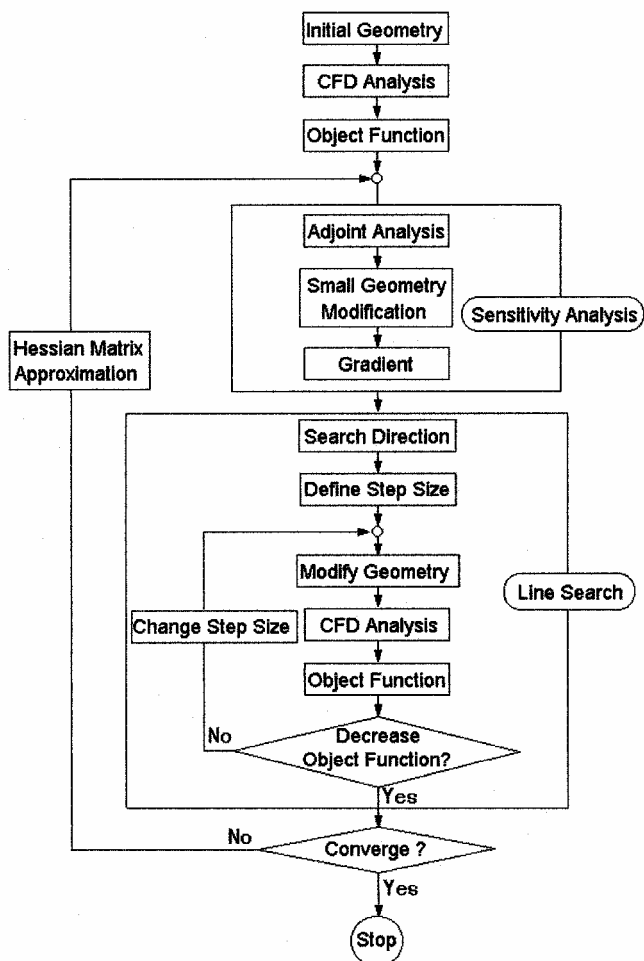 Initial Geometry
CFD Analysis
Object Function
Adjoint Analysis
Small Geometry
Modification
Sensitivity Analysis
Hessian Matrix
Approximation
Gradient
Search Direction
Define Step Size
Modify Geometry
Line Search
Change Step Size
CFD Analysis
Object Function
No
Decrease
Object Function?
Yes
No
Converge ?
Yes
Stop